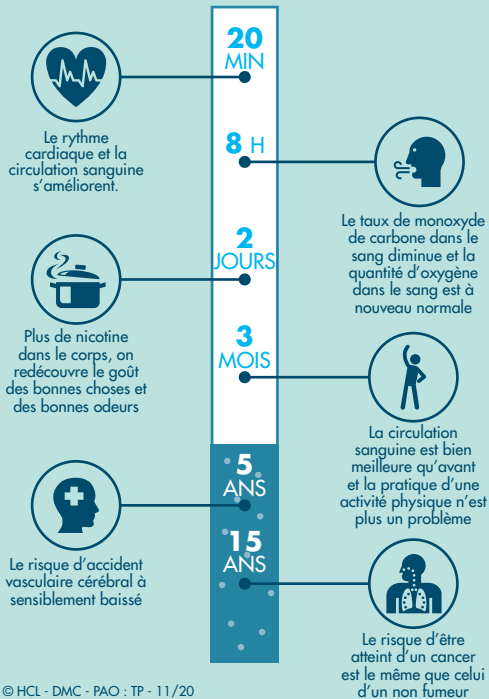 20
MIN
Le rythme
cardiaque et la
circulation sanguine
s'améliorent.
8 H
Le taux de monoxyde
de carbone dans le
sang diminue et la
quantité d'oxygène
dans le sang est à
nouveau normale
2
JOURS
Plus de nicotine
dans le corps, on
redécouvre le goût
des bonnes choses et
des bonnes odeurs
3
MOIS
La circulation
sanguine est bien
meilleure qu'avant
et la pratique d'une
activité physique n'est
plus un problème
5
ANS
Le risque d'accident
vasculaire cérébral à
sensiblement baissé
15
ANS
Le risque d'être
atteint d'un cancer
est le même que celui
d'un non fumeur
© HCL - DMC - PAO : TP - 11/20